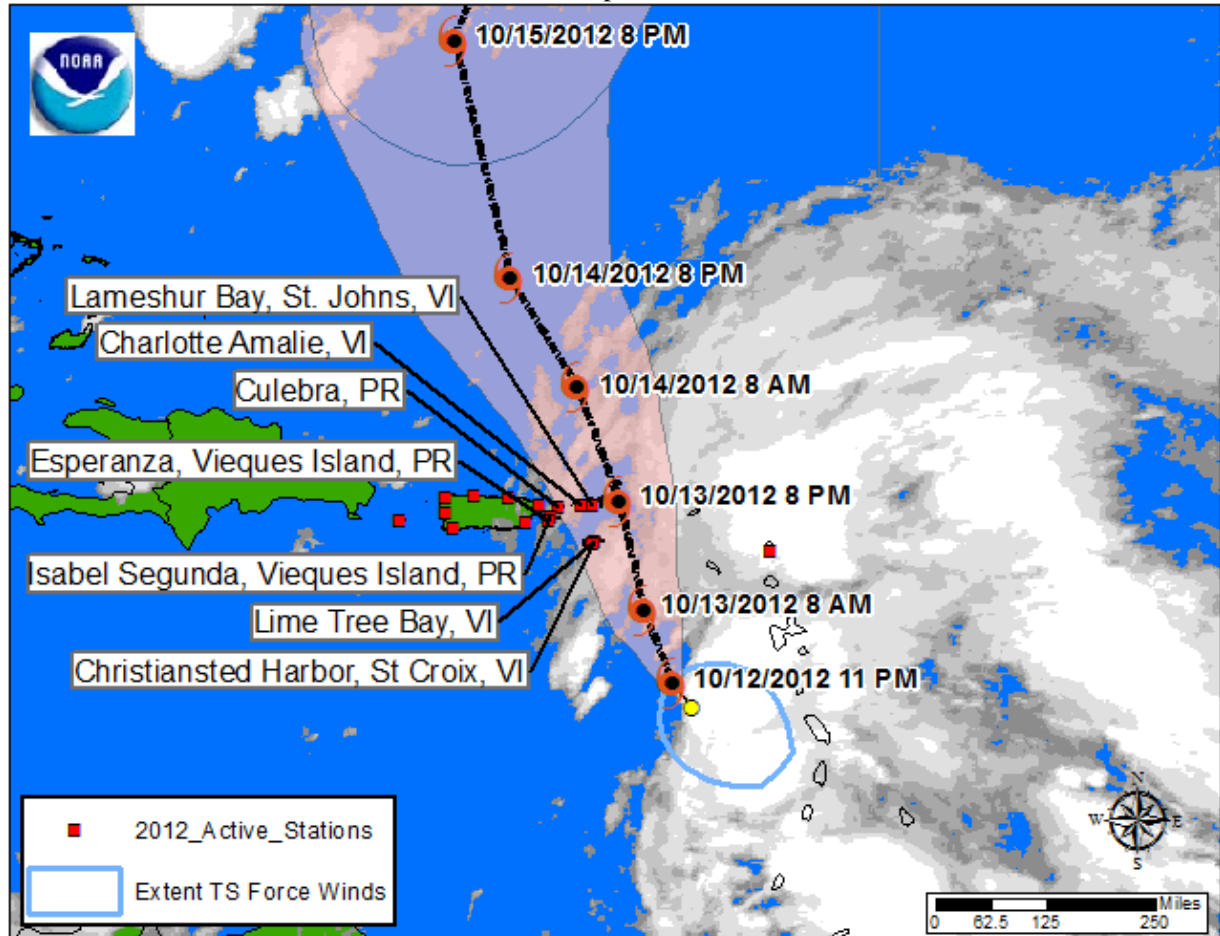 NOAA
10/15/2012 8 PM
10/14/2012 8 PM
Lameshur Bay, St. Johns, VI
Charlotte Amalie, VI
10/14/2012 8 AM
Culebra, PR
Esperanza, Vieques Island, PR
10/13/2012 8 PM
Isabel Segunda, Vieques Island, PR
Lime Tree Bay, VI
10/13/2012 8 AM
Christiansted Harbor, St Croix, VI
10/12/2012 11 PM
2012_Active_Stations
Extent TS Force Winds
N
W E
S
Miles
0 62.5 125 250